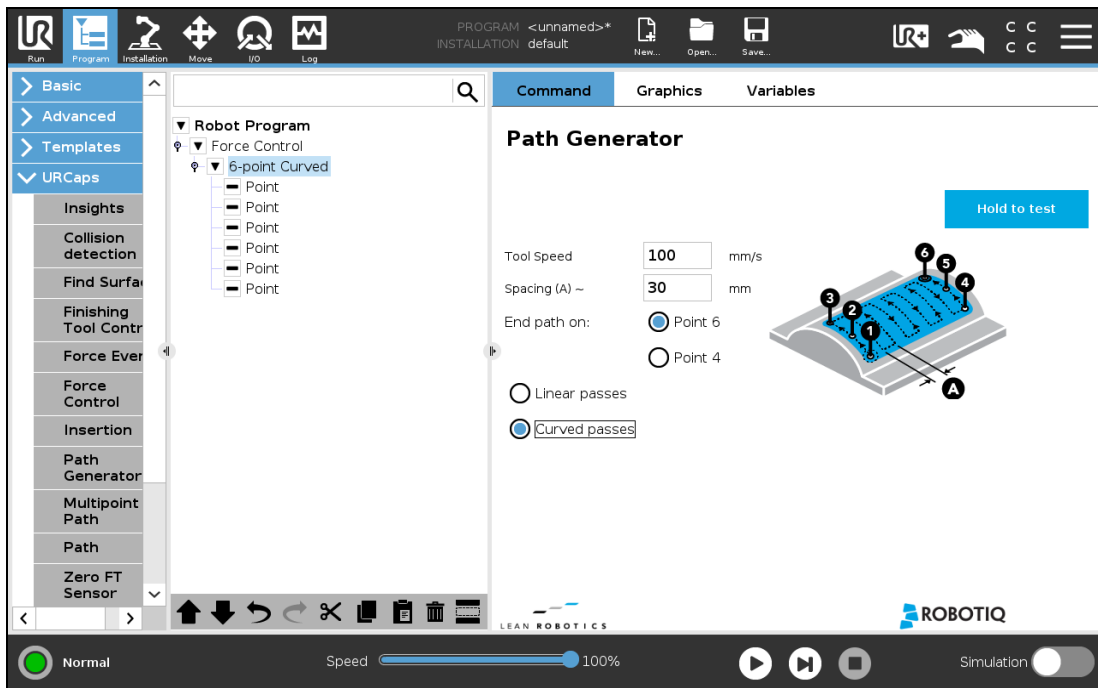 UR
Run
Program
Installation
Move
I/O
Log
PROGRAM <unnamed>*
INSTALLATION default
New...
Open...
Save...
UR+
C C
C C
Basic
Advanced
Templates
URCaps
Insights
Collision
detection
Find Surfa
Finishing
Tool Contr
Force Ever
Force
Control
Insertion
Path
Generator
Multipoint
Path
Path
Zero FT
Sensor
Robot Program
Force Control
6-point Curved
Point
Point
Point
Point
Point
Point
Command Graphics Variables
Path Generator
Hold to test
Tool Speed 100 mm/s
Spacing (A) ~ 30 mm
End path on: Point 6
Point 4
Linear passes
Curved passes
6
5
4
3
2
1
A
LEAN ROBOTICS
ROBOTIQ
Normal
Speed 100%
Simulation